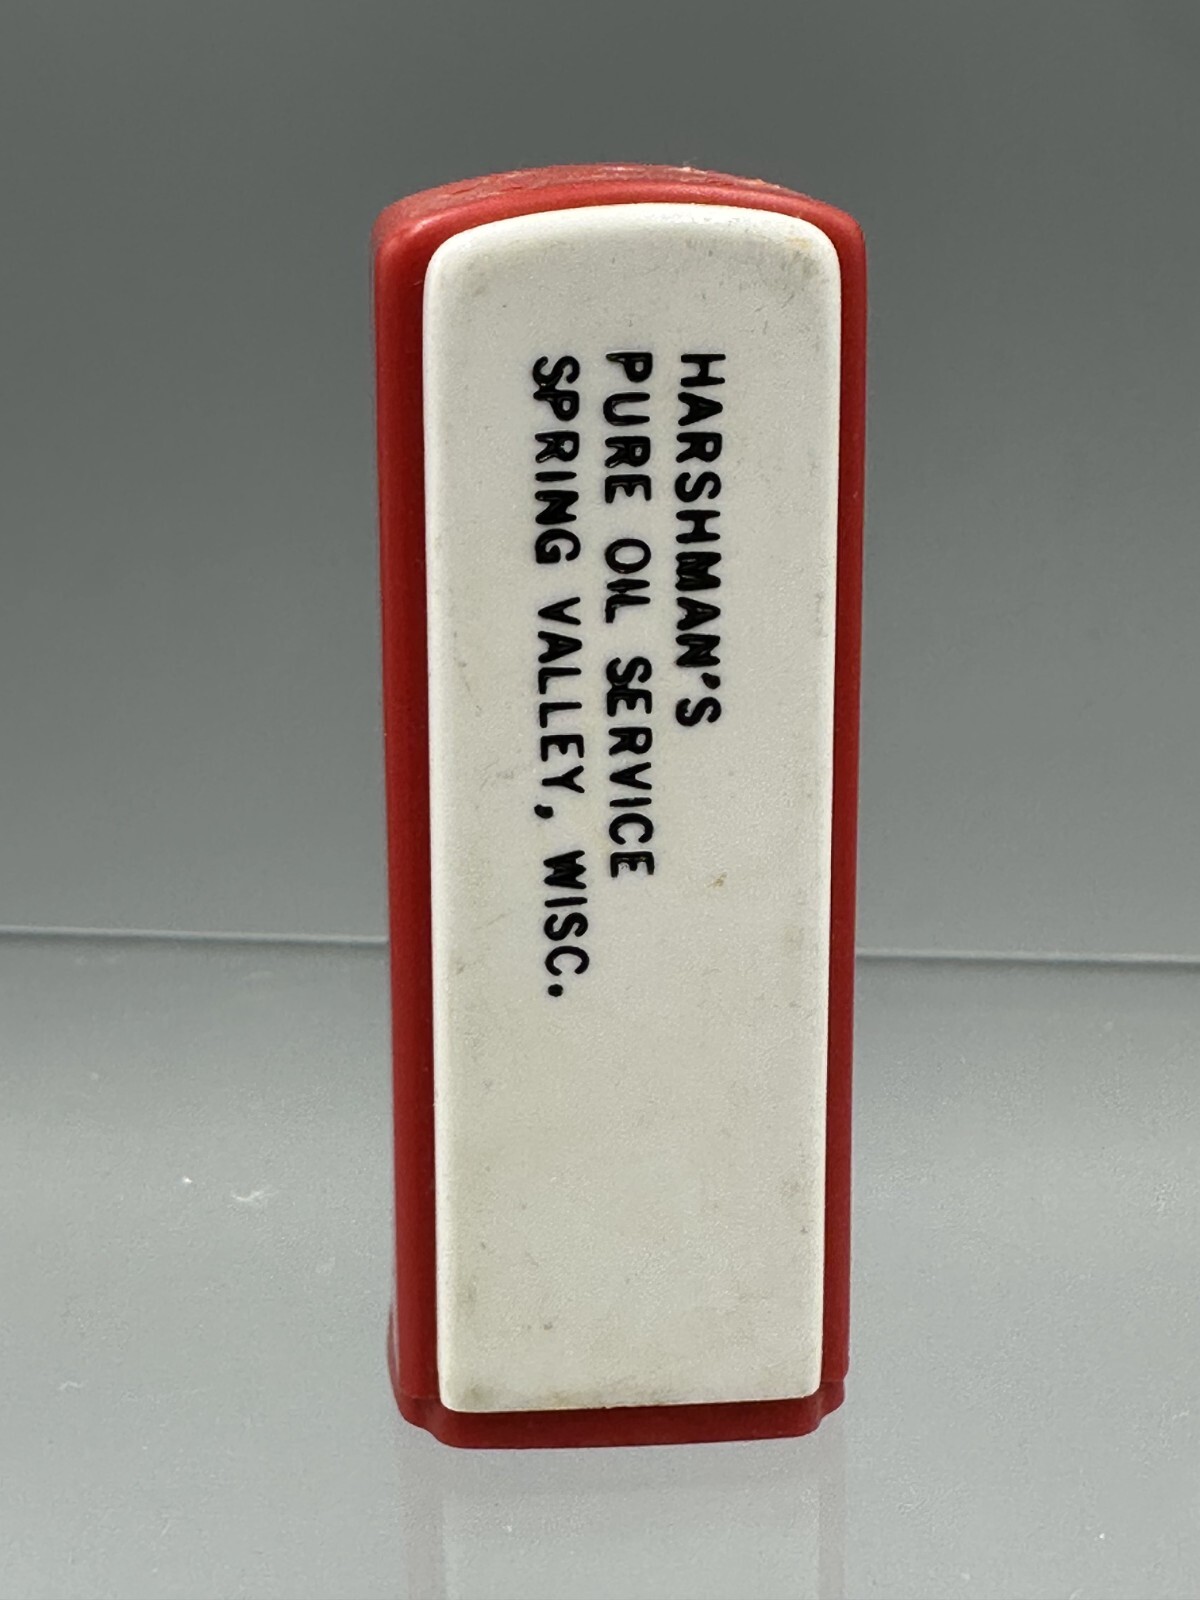 HARSHMAN'S
PURE OIL SERVICE
SPRING VALLEY, WISC.